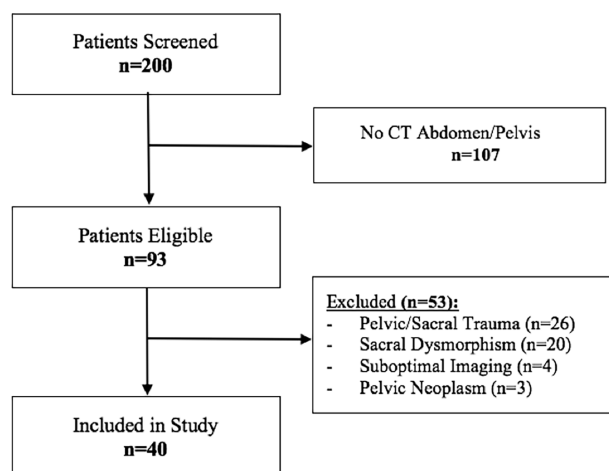 Patients Screened
n=200
No CT Abdomen/Pelvis
n=107
Patients Eligible
n=93
Excluded (n=53):
- Pelvic/Sacral Trauma (n=26)
- Sacral Dysmorphism (n=20)
- Suboptimal Imaging (n=4)
- Pelvic Neoplasm (n=3)
Included in Study
n=40